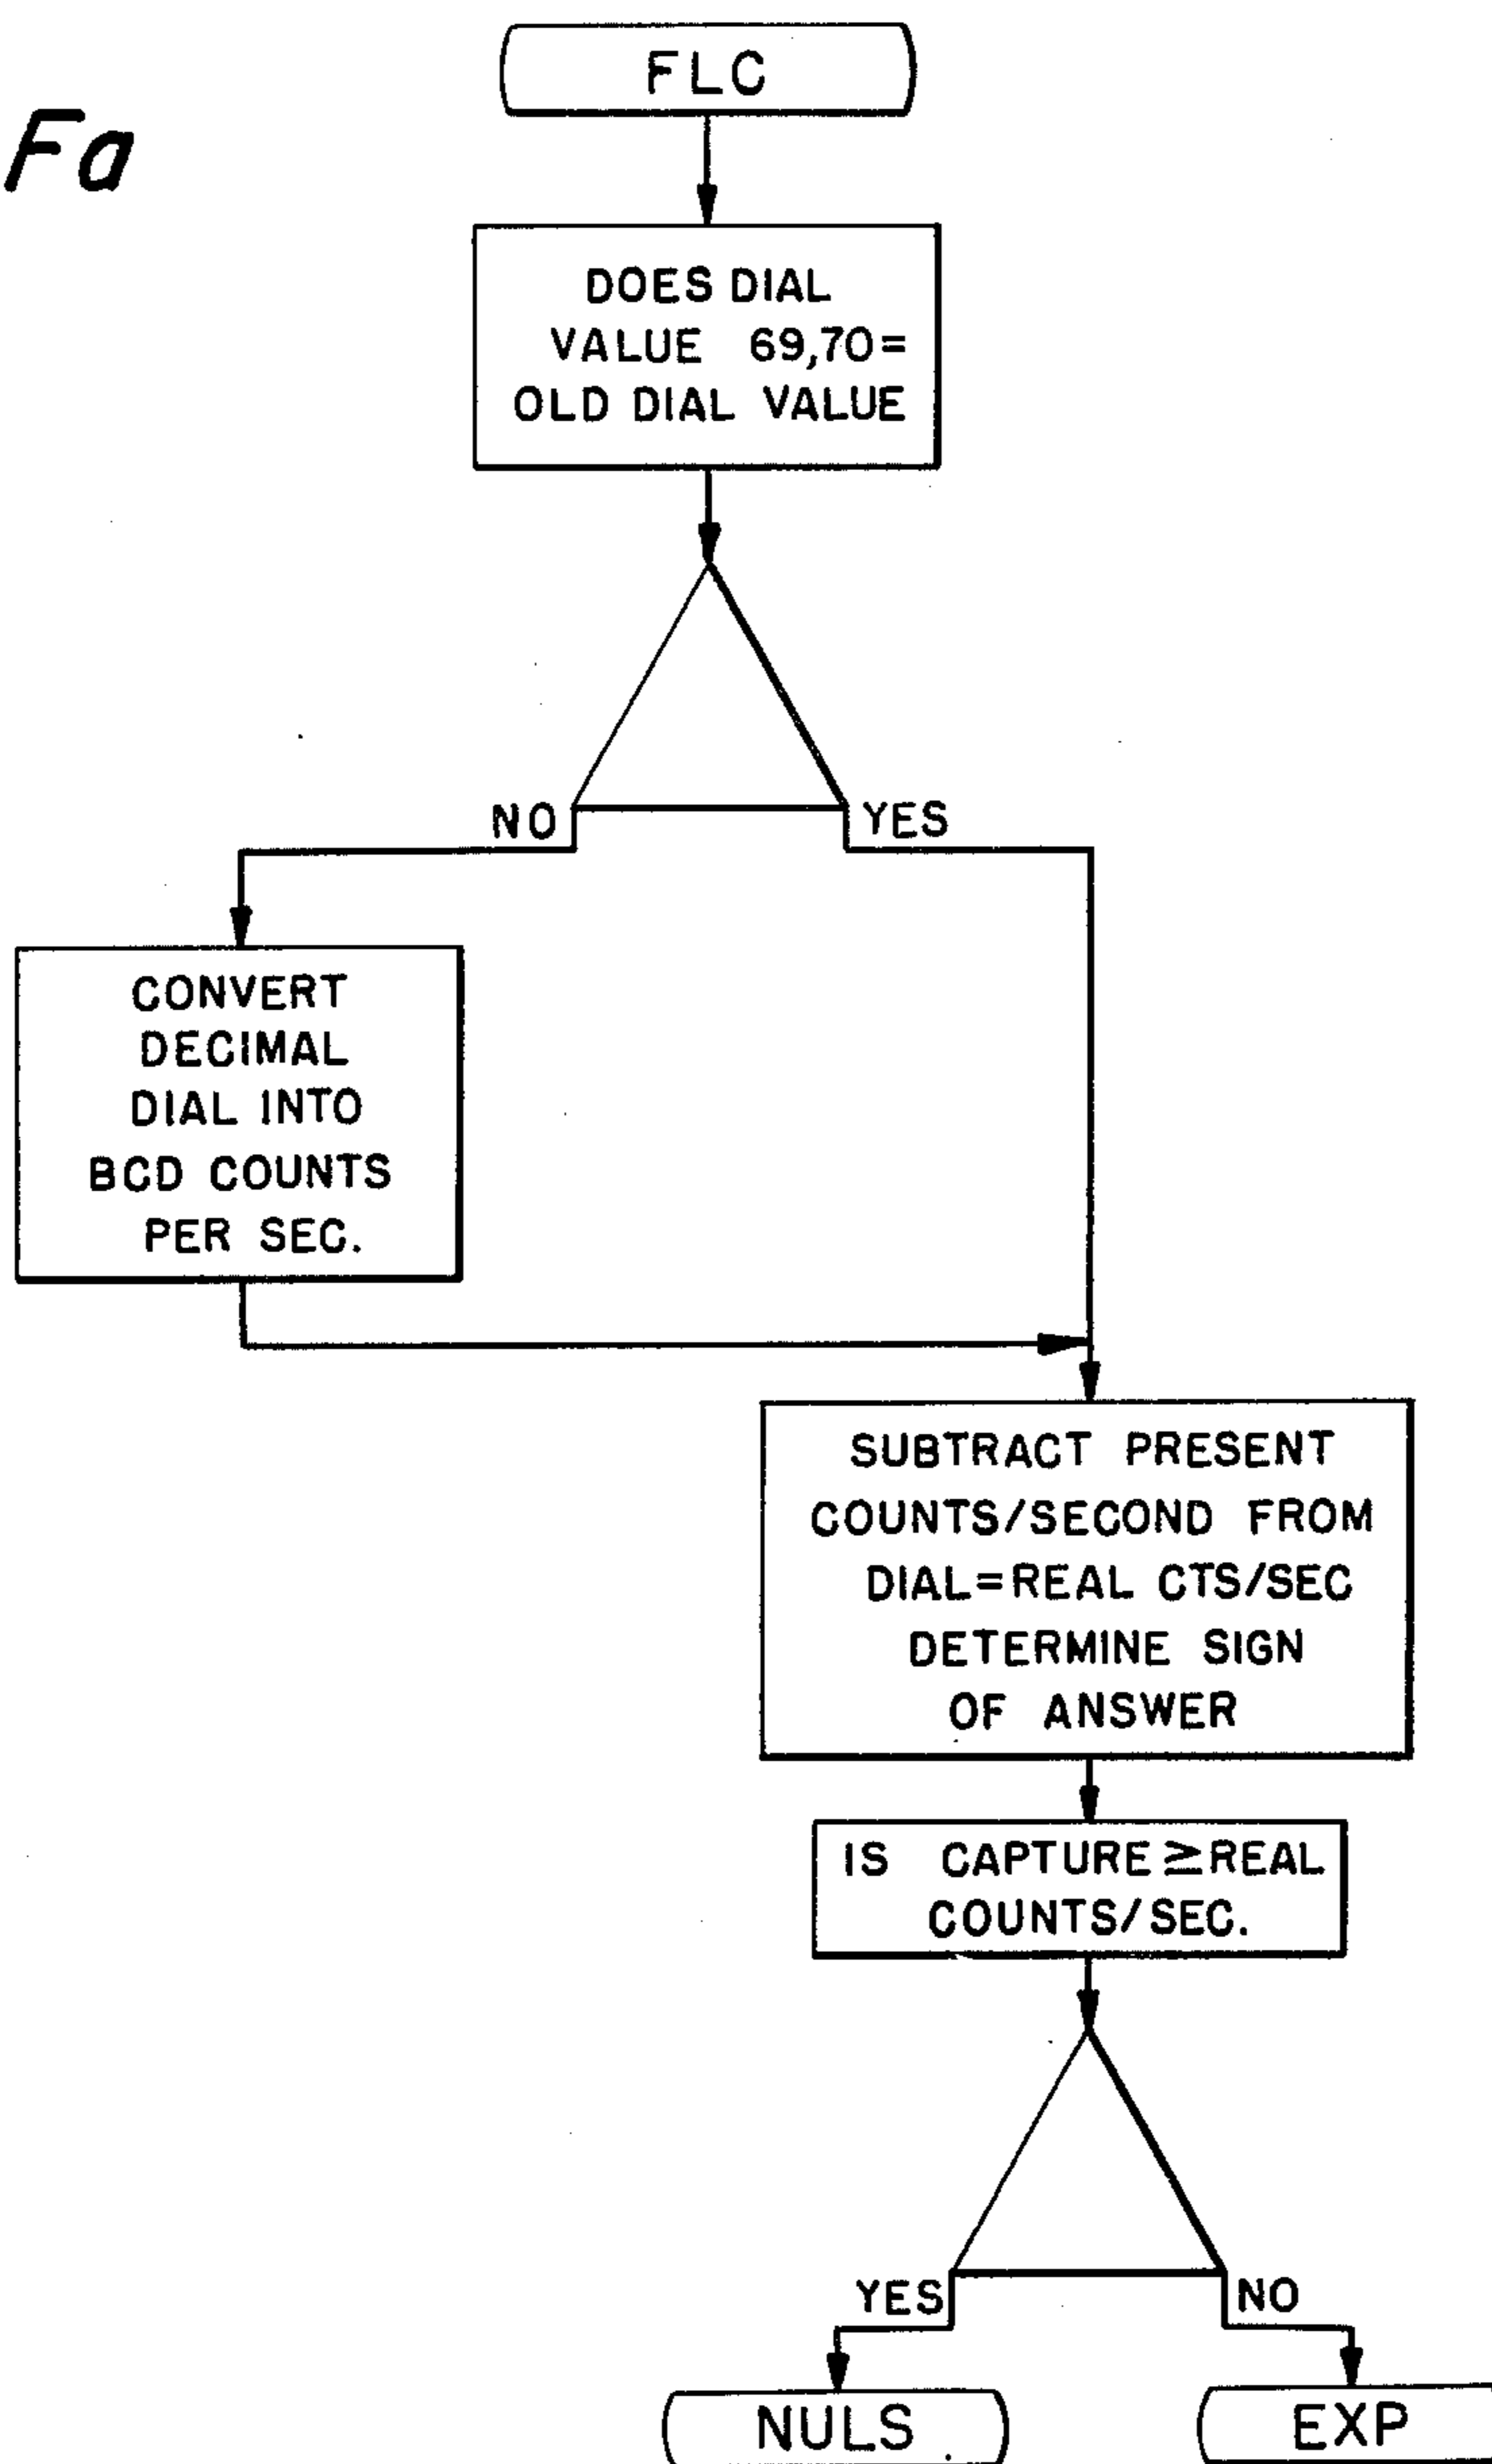 Fa
FLC
DOES DIAL
VALUE 69,70=
OLD DIAL VALUE
NO
YES
CONVERT
DECIMAL
DIAL INTO
BCD COUNTS
PER SEC.
SUBTRACT PRESENT
COUNTS/SECOND FROM
DIAL=REAL CTS/SEC
DETERMINE SIGN
OF ANSWER
IS CAPTURE≧REAL
COUNTS/SEC.
YES
NO
NULS
EXP